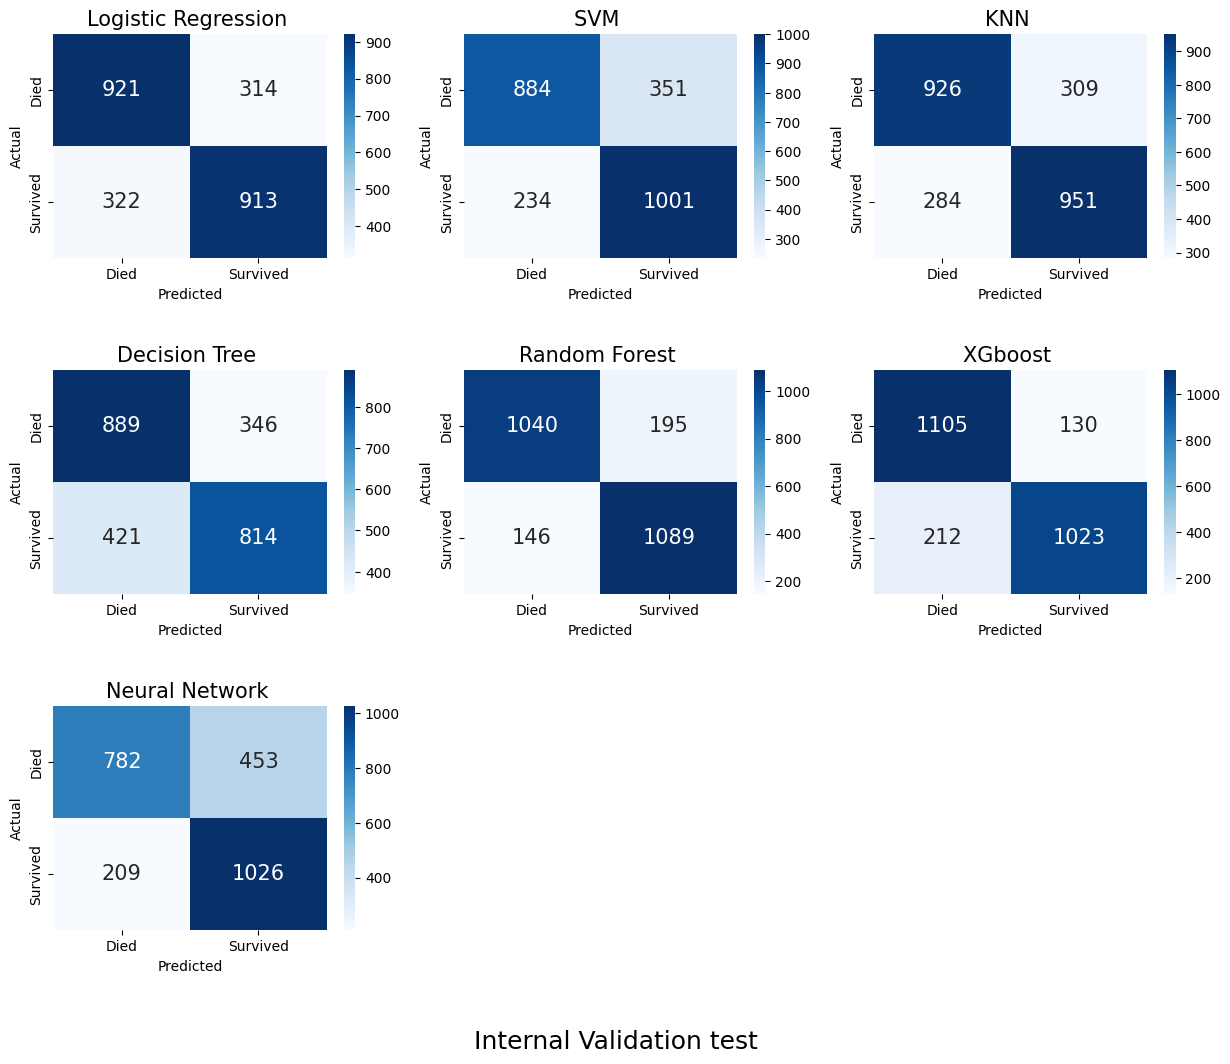 Logistic Regression
921 314
322 913
Died
Survived
Actual
Died Survived
Predicted
900
800
700
600
500
400
SVM
884 351
234 1001
Died
Survived
Actual
Died Survived
Predicted
1000
900
800
700
600
500
400
300
KNN
926 309
284 951
Died
Survived
Actual
Died Survived
Predicted
900
800
700
600
500
400
300
Decision Tree
889 346
421 814
Died
Survived
Actual
Died Survived
Predicted
800
700
600
500
400
Random Forest
1040 195
146 1089
Died
Survived
Actual
Died Survived
Predicted
1000
800
600
400
200
XGboost
1105 130
212 1023
Died
Survived
Actual
Died Survived
Predicted
1000
800
600
400
200
Neural Network
782 453
209 1026
Died
Survived
Actual
Died Survived
Predicted
1000
800
600
400
Internal Validation test